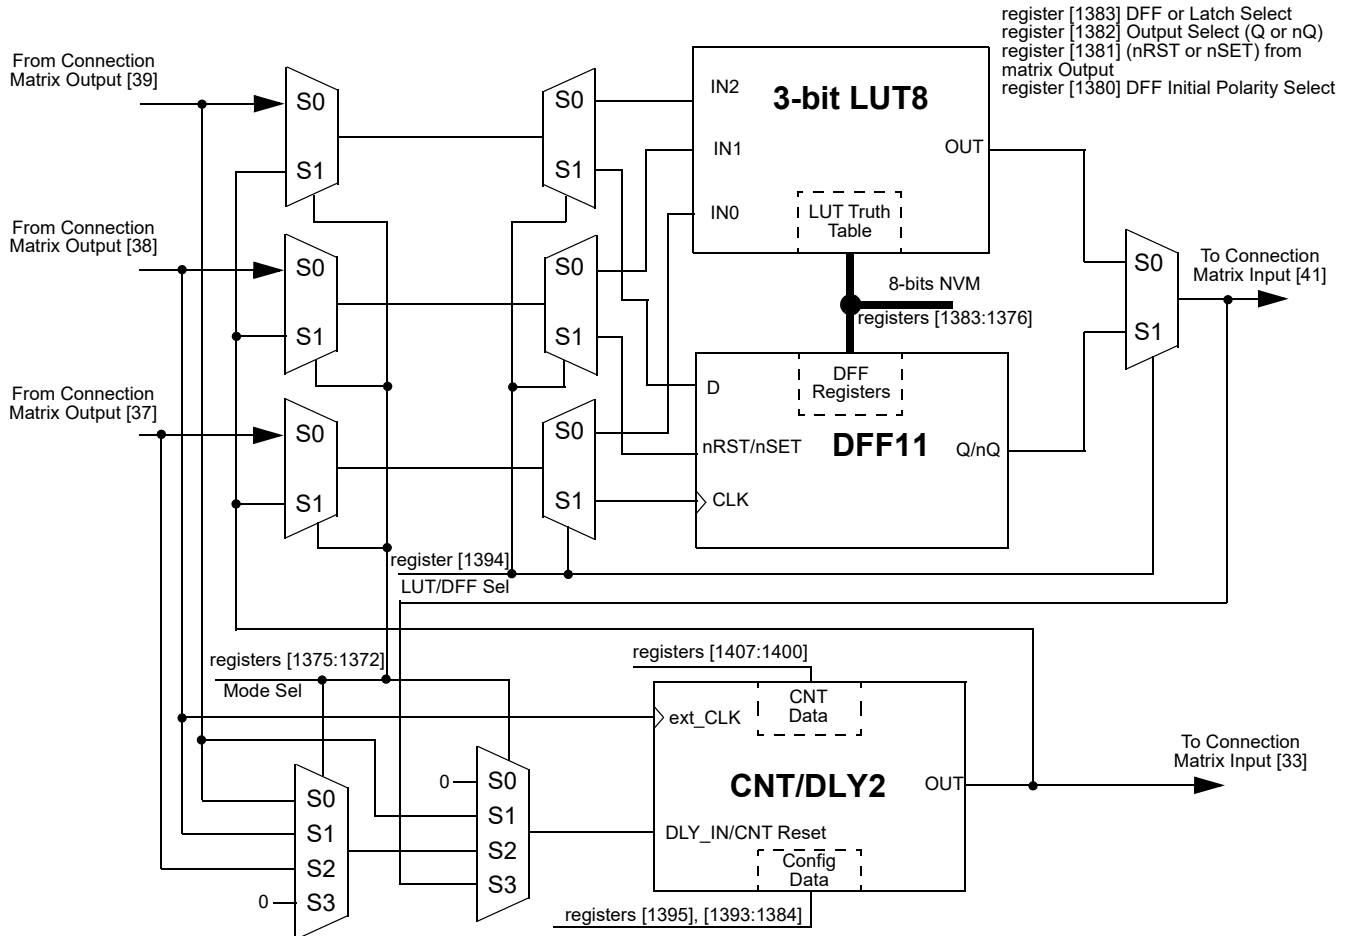 register [1383] DFF or Latch Select
register [1382] Output Select (Q or nQ)
register [1381] (nRST or nSET) from
matrix Output
register [1380] DFF Initial Polarity Select
From Connection
Matrix Output [39]
S0
S1
S0
S1
IN2
3-bit LUT8
IN1
OUT
IN0
LUT Truth
Table
From Connection
Matrix Output [38]
S0
S1
S0
S1
8-bits NVM
registers [1383:1376]
S0
S1
To Connection
Matrix Input [41]
From Connection
Matrix Output [37]
S0
S1
S0
S1
D
DFF
Registers
nRST/nSET
DFF11
Q/nQ
CLK
register [1394]
LUT/DFF Sel
registers [1375:1372]
Mode Sel
registers [1407:1400]
ext_CLK
CNT
Data
CNT/DLY2
OUT
To Connection
Matrix Input [33]
DLY_IN/CNT Reset
Config
Data
0
S0
S1
S2
S3
S0
S1
S2
0
S3
registers [1395], [1393:1384]